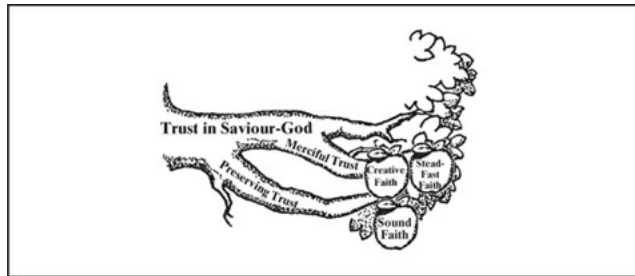 Trust in Saviour-God
Merciful Trust
Preserving Trust
Creative
Faith
Stead-
Fast
Faith
Sound
Faith